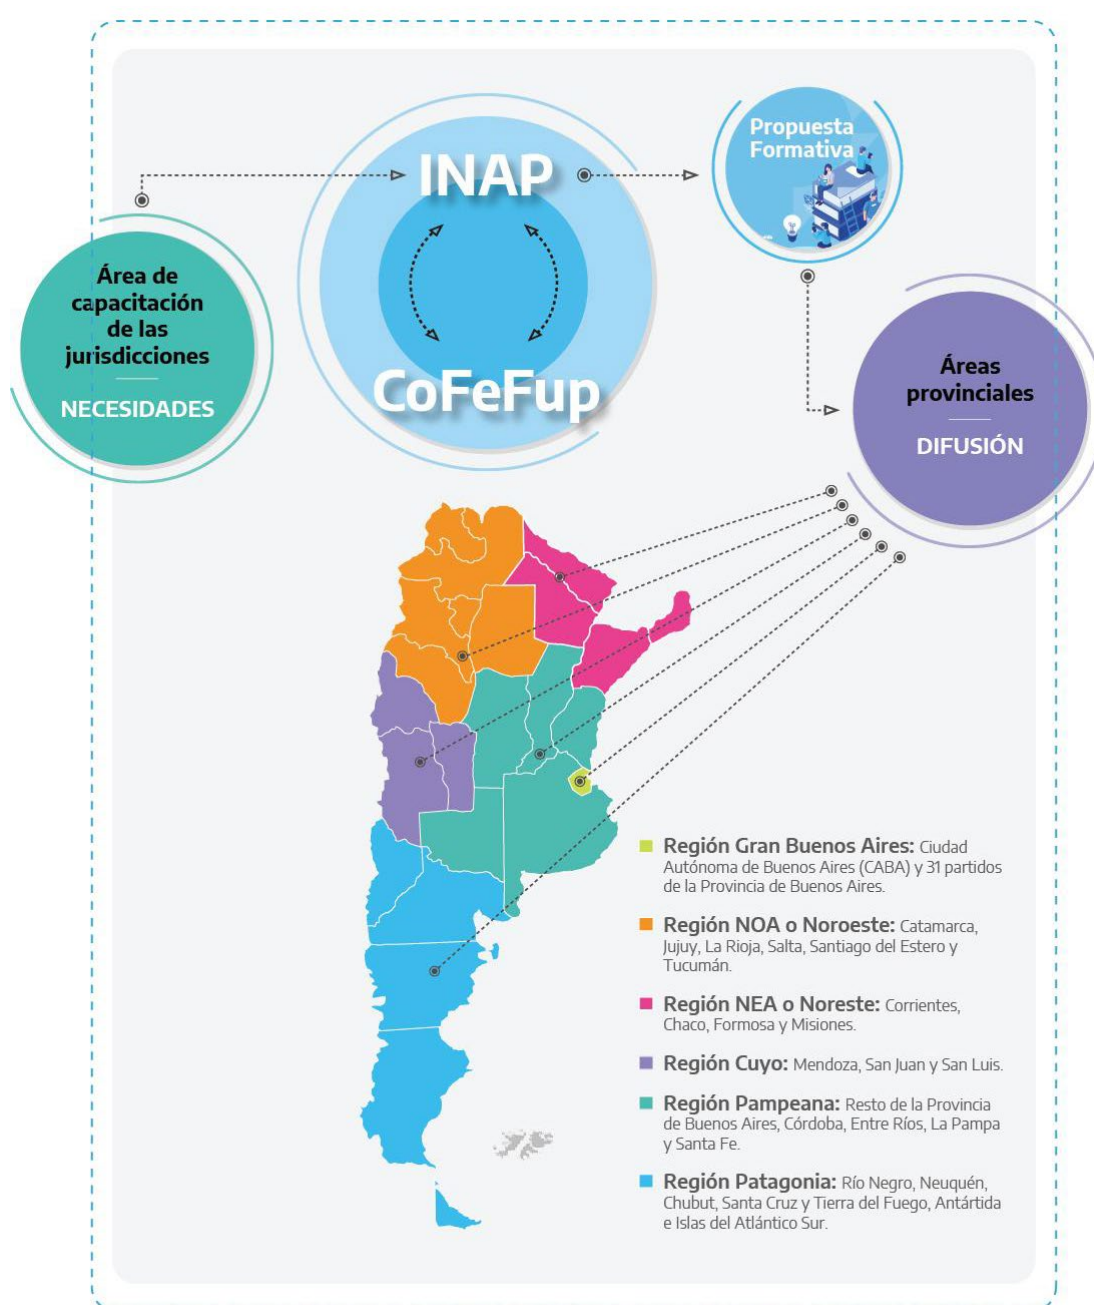 INAP
CoFeFup
Propuesta
Formativa
Área de
capacitación
de las
jurisdicciones
NECESIDADES
Áreas
provinciales
DIFUSIÓN
Región Gran Buenos Aires: Ciudad
Autónoma de Buenos Aires (CABA) y 31 partidos
de la Provincia de Buenos Aires.
Región NOA o Noroeste: Catamarca,
Jujuy, La Rioja, Salta, Santiago del Estero y
Tucumán.
Región NEA o Noreste: Corrientes,
Chaco, Formosa y Misiones.
Región Cuyo: Mendoza, San Juan y San Luis.
Región Pampeana: Resto de la Provincia
de Buenos Aires, Córdoba, Entre Ríos, La Pampa
y Santa Fe.
Región Patagonia: Río Negro, Neuquén,
Chubut, Santa Cruz y Tierra del Fuego, Antártida
e Islas del Atlántico Sur.